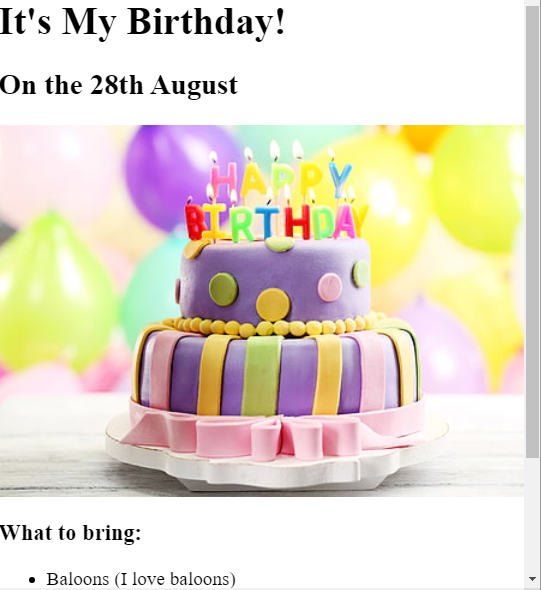 It's My Birthday!
On the 28th August
HAPPY
BIRTHDAY
What to bring:
Baloons (I love baloons)